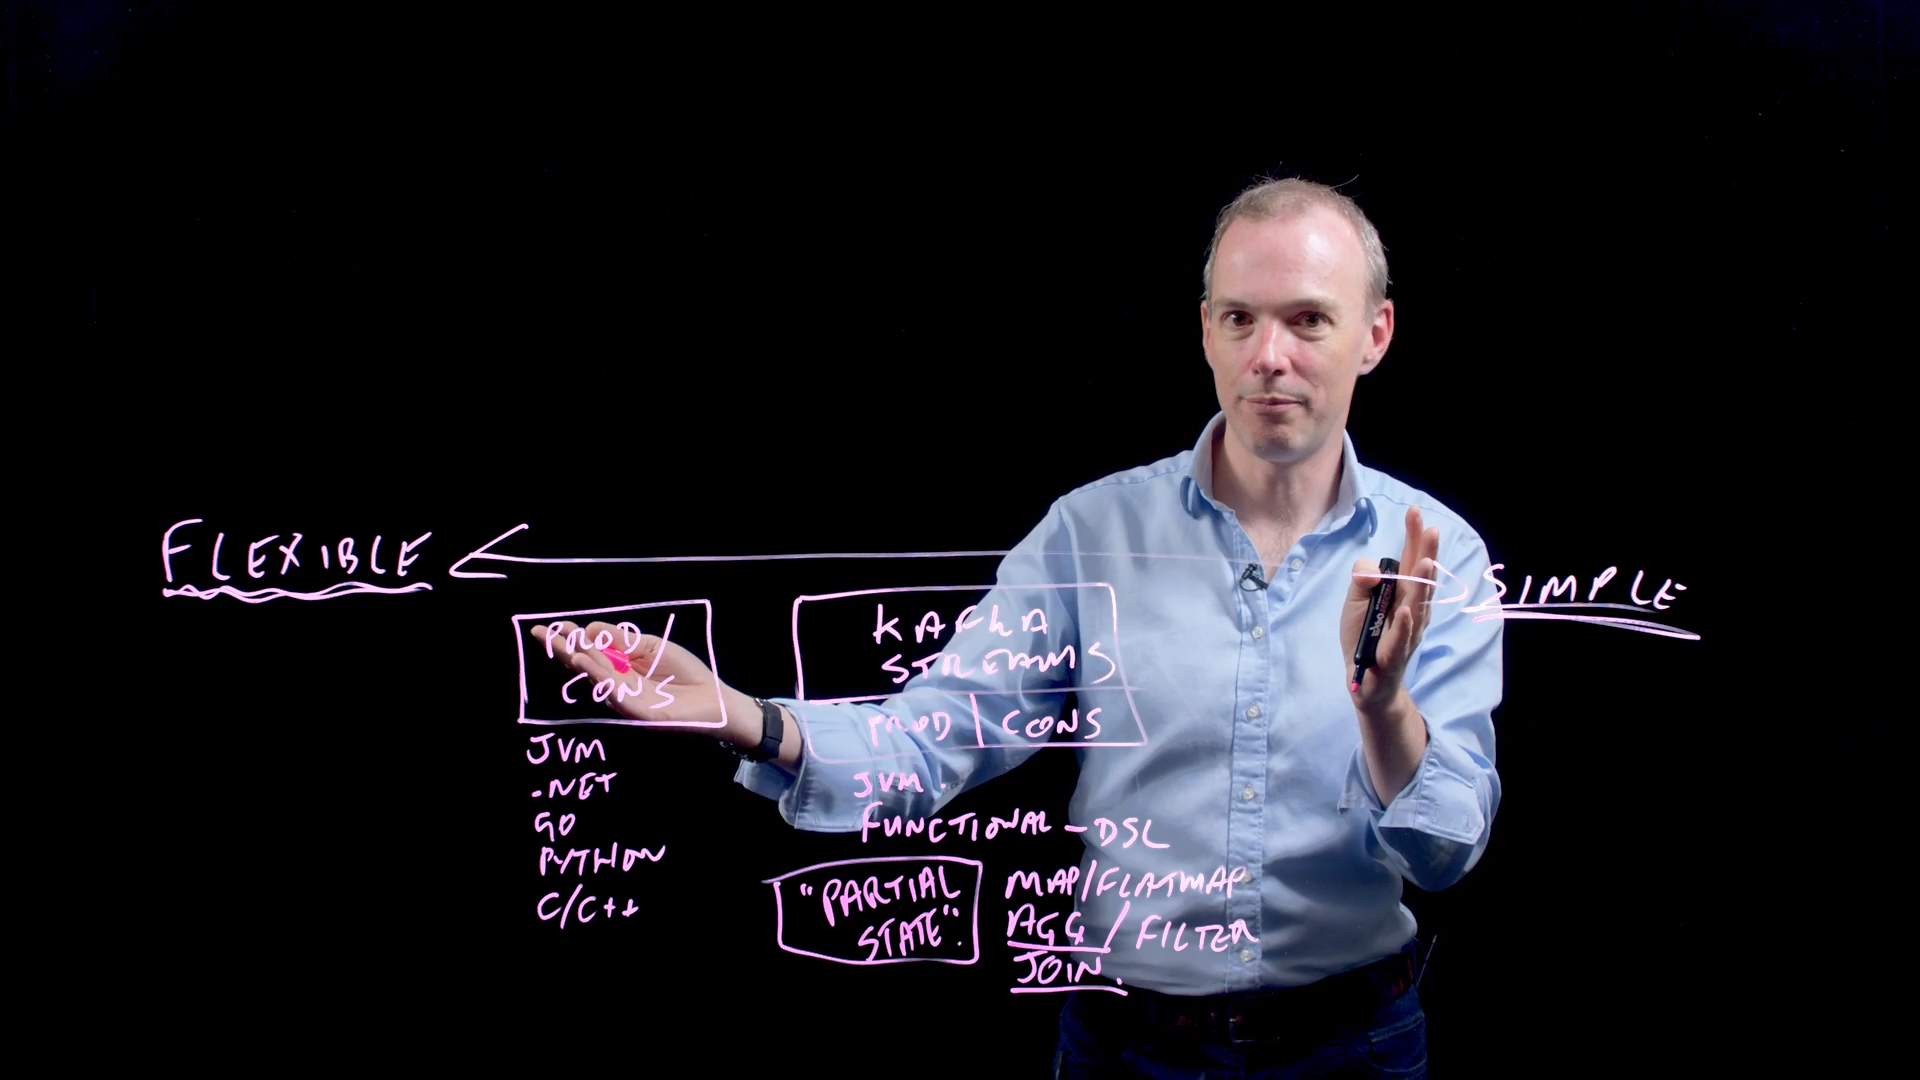 FLEXIBLE
SIMPLE
PROD/
CONS
JVM
.NET
GO
PYTHON
C/C++
KAFKA
STREAMS
PROD | CONS
JVM.
FUNCTIONAL - DSL
"PARTIAL
STATE".
MAP/FLATMAP
AGG/FILTER
JOIN.